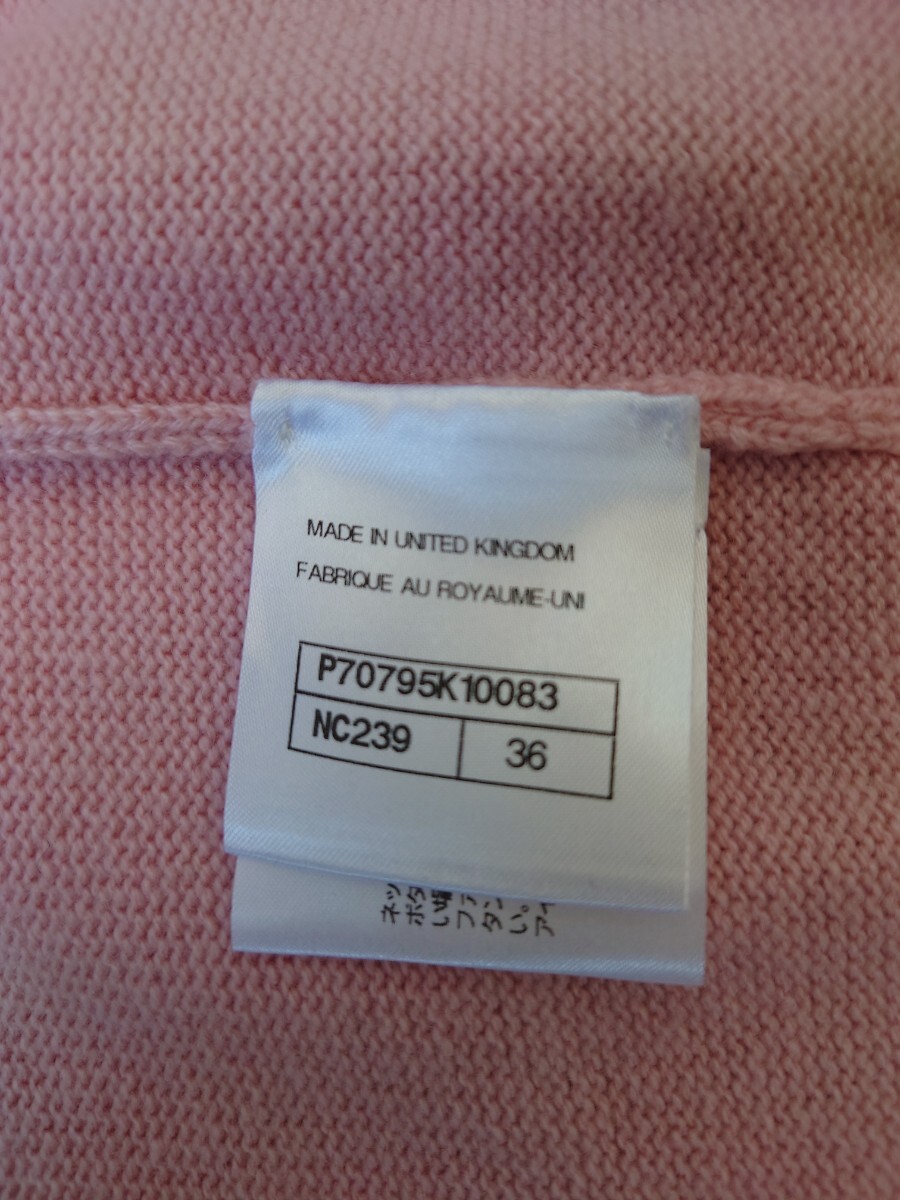 MADE IN UNITED KINGDOM
FABRIQUE AU ROYAUME-UNI
P70795K10083
NC239
36